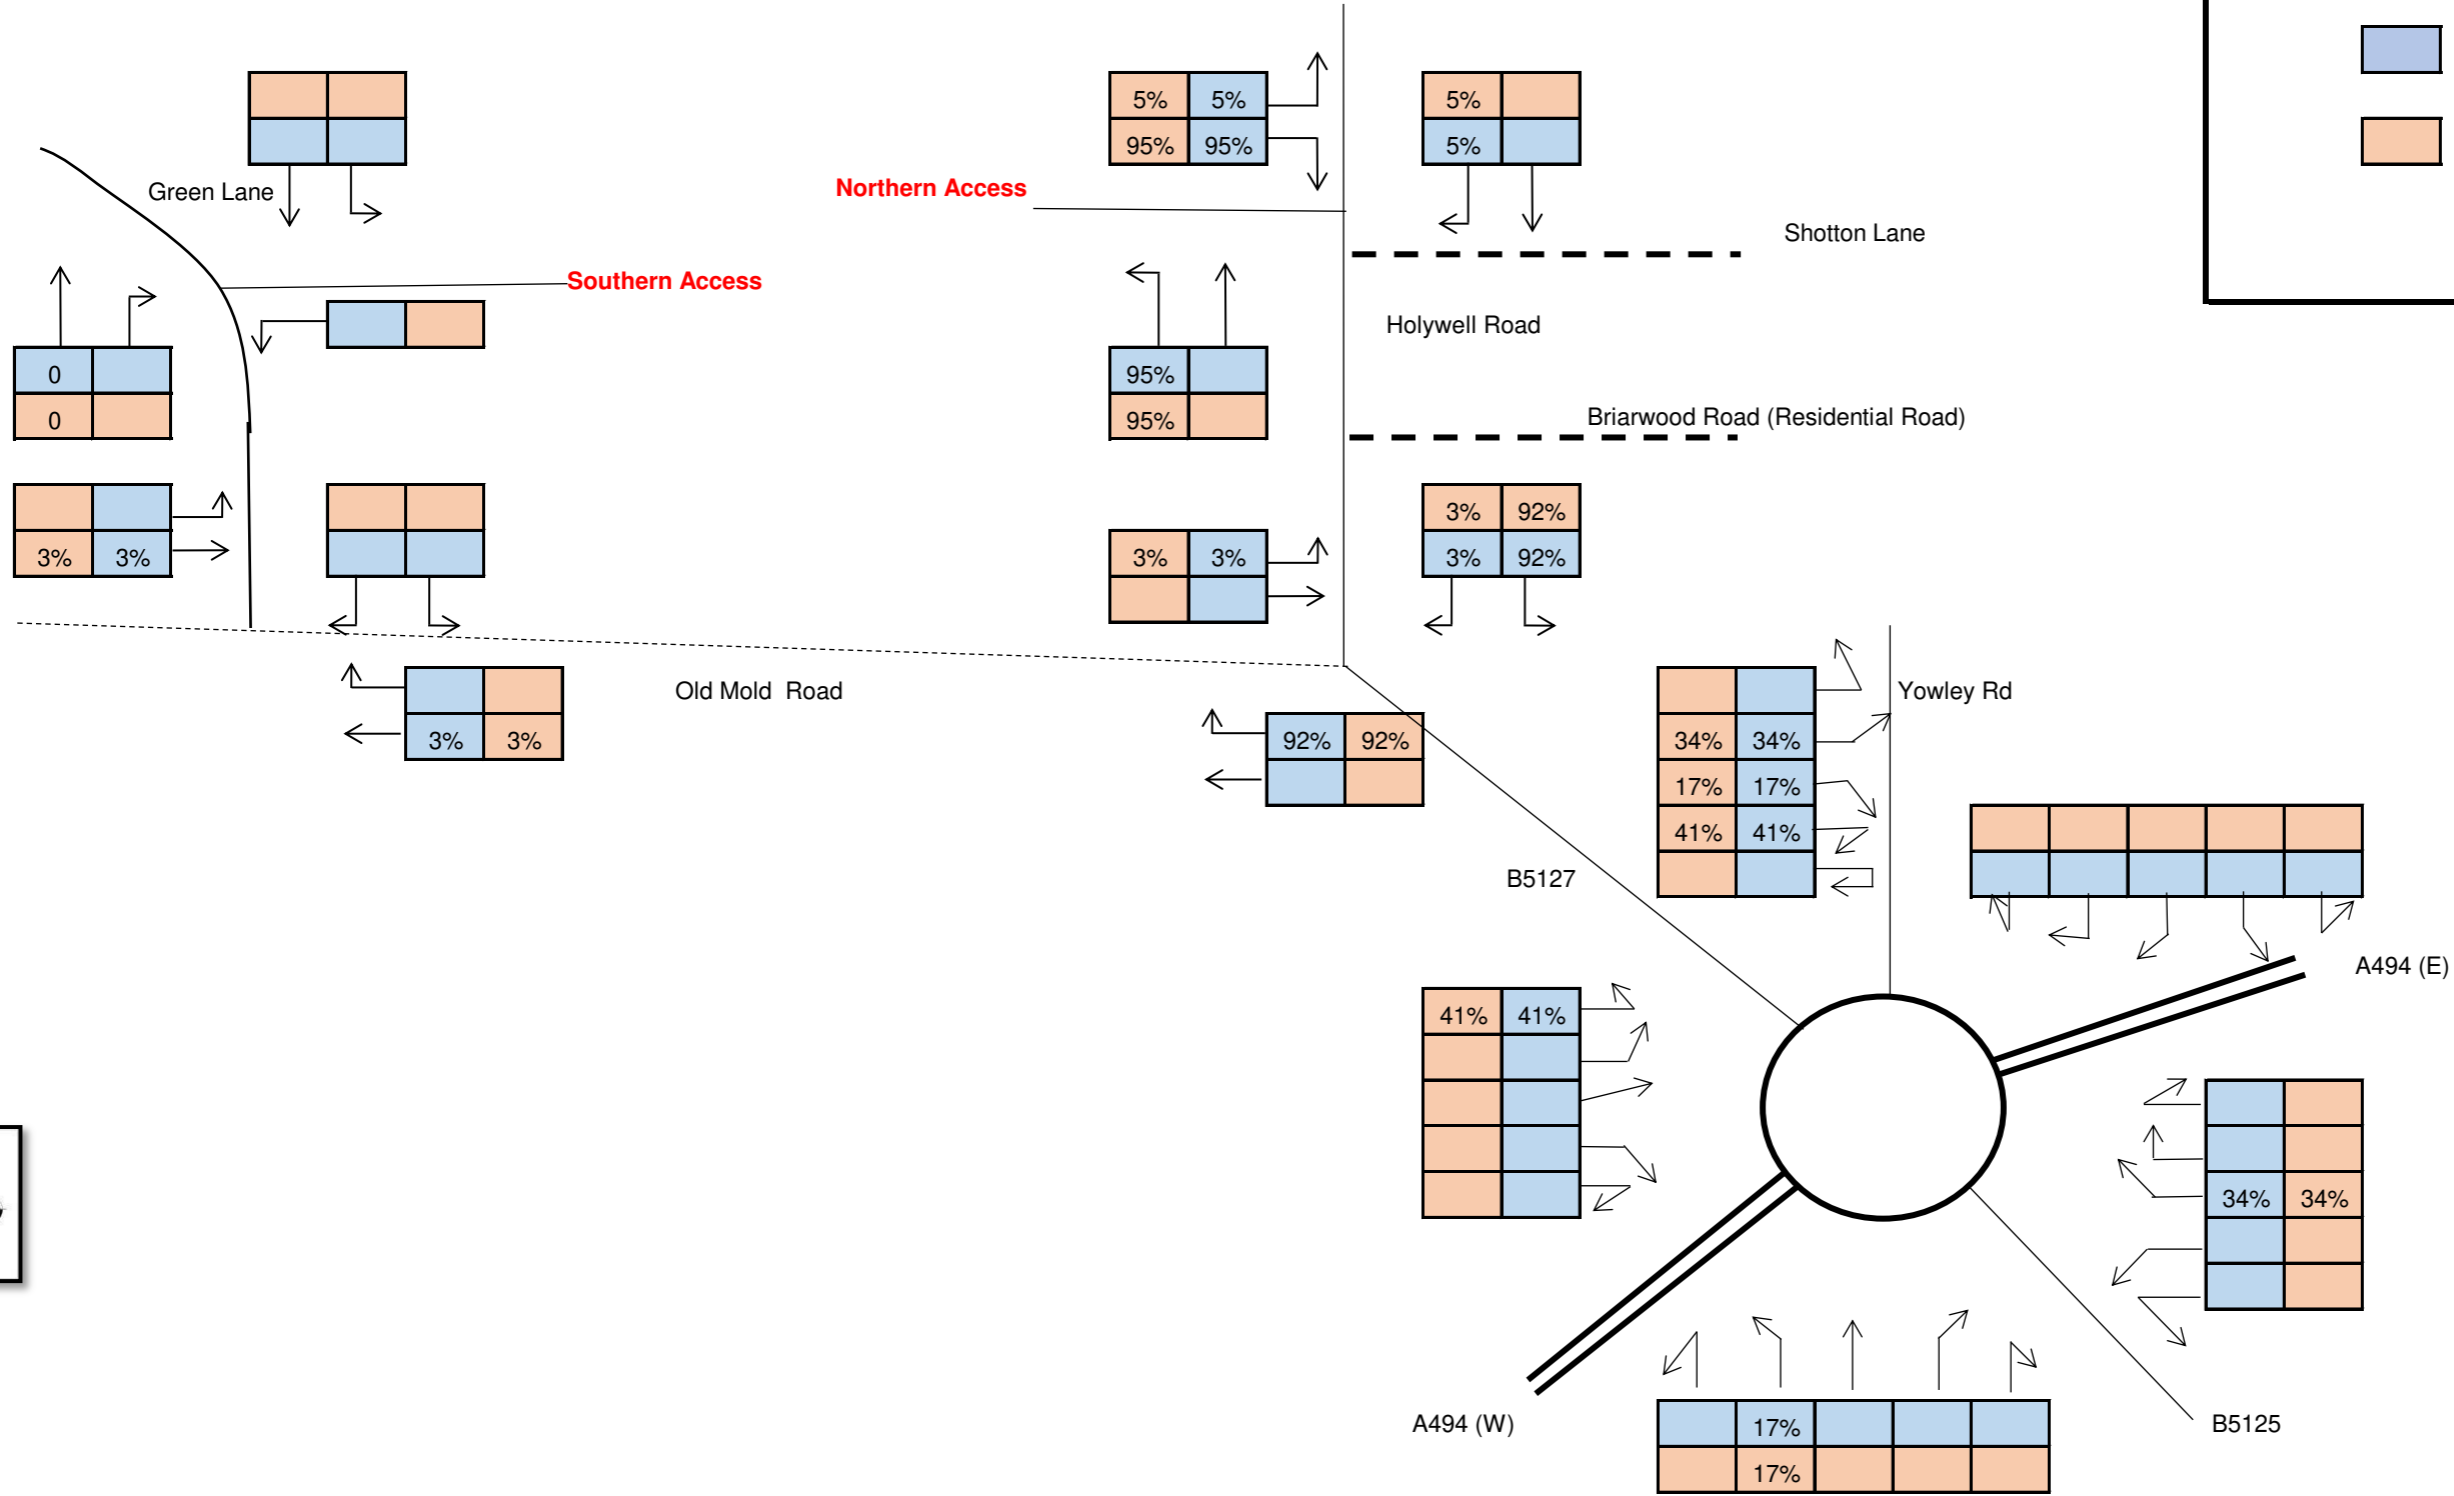 5% 5% 5%
95% 95% 5%
Green Lane
Northern Access
Shotton Lane
Southern Access
Holywell Road
0
95%
0
95%
Briarwood Road (Residential Road)
3% 92%
3% 3%
3% 3%
3% 92%
Old Mold Road
Yowley Rd
3% 3%
92% 92%
34% 34%
17% 17%
41% 41%
B5127
A494 (E)
41% 41%
34% 34%
A494 (W)
17%
B5125
17%